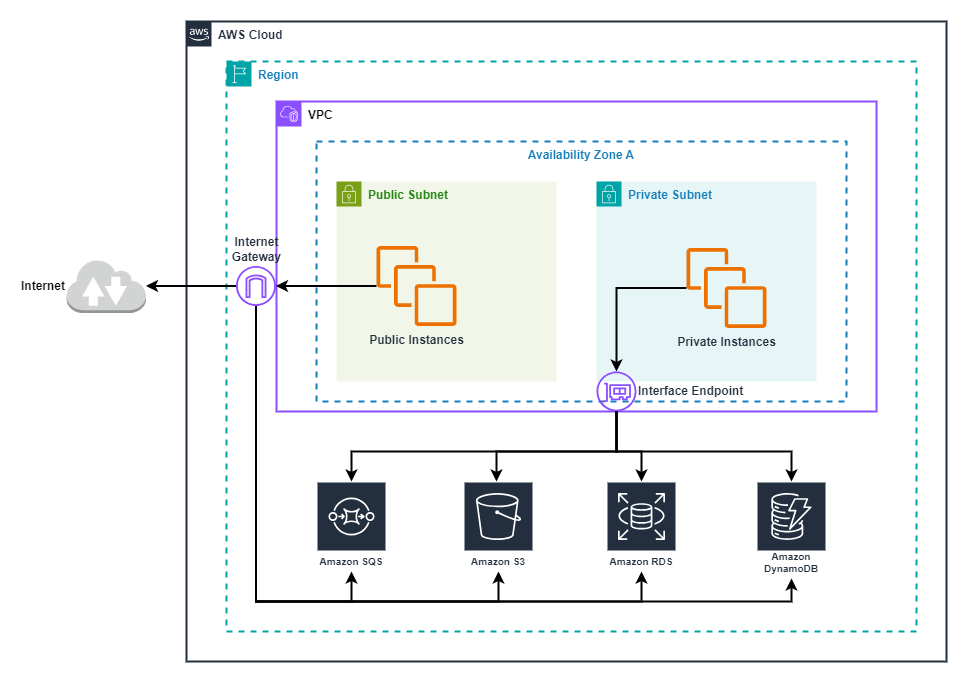 aws
AWS Cloud
Region
VPC
Availability Zone A
Public Subnet
Private Subnet
Internet
Gateway
Internet
Public Instances
Private Instances
Interface Endpoint
Amazon SQS
Amazon S3
Amazon RDS
Amazon
DynamoDB